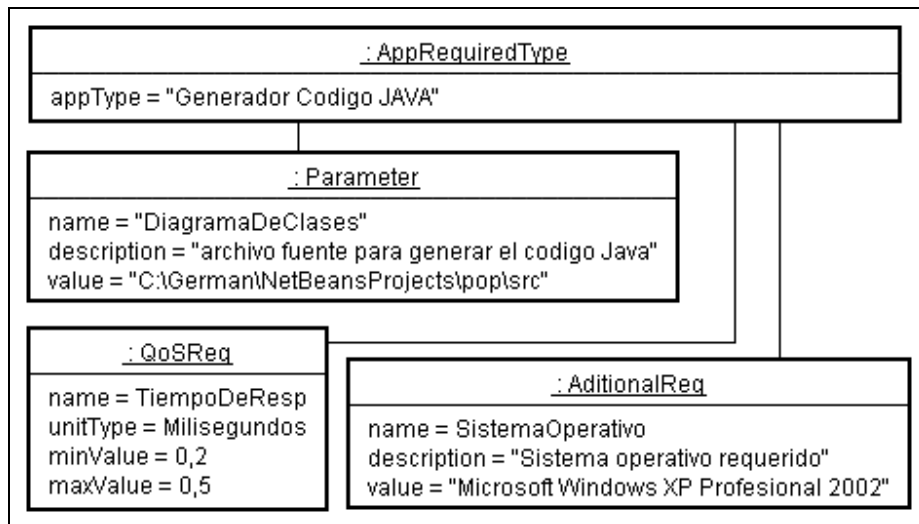 : AppRequiredType
appType = "Generador Codigo JAVA"
: Parameter
name = "DiagramaDeClases"
description = "archivo fuente para generar el codigo Java"
value = "C:\German\NetBeansProjects\pop\src"
: QoSReq
name = TiempoDeResp
unitType = Milisegundos
minValue = 0,2
maxValue = 0,5
: AditionalReq
name = SistemaOperativo
description = "Sistema operativo requerido"
value = "Microsoft Windows XP Profesional 2002"